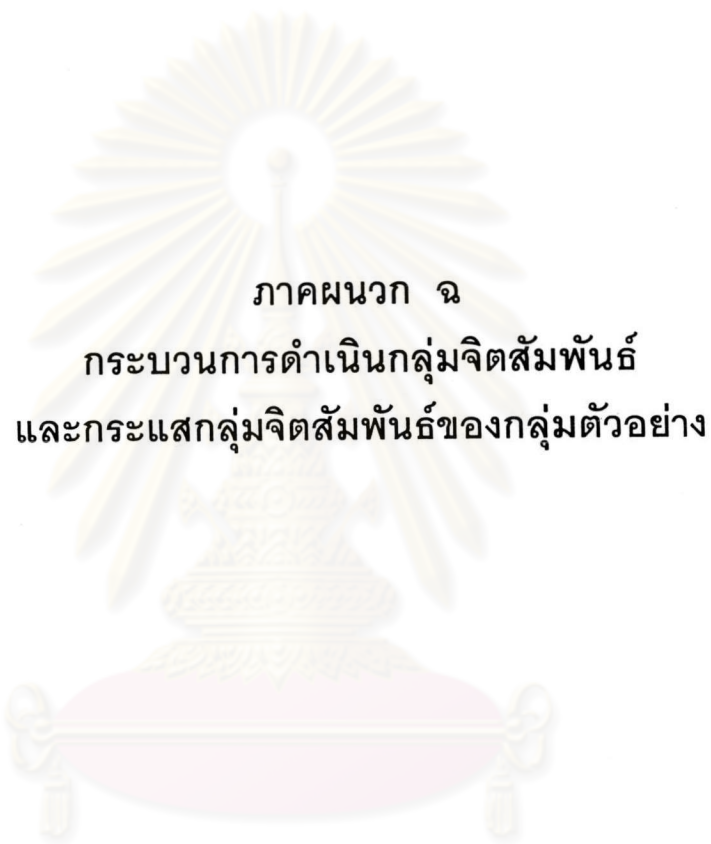 ภาคผนวก ฉ
กระบวนการดำเนินกลุ่มจิตสัมพันธ์
และกระแสกลุ่มจิตสัมพันธ์ของกลุ่มตัวอย่าง